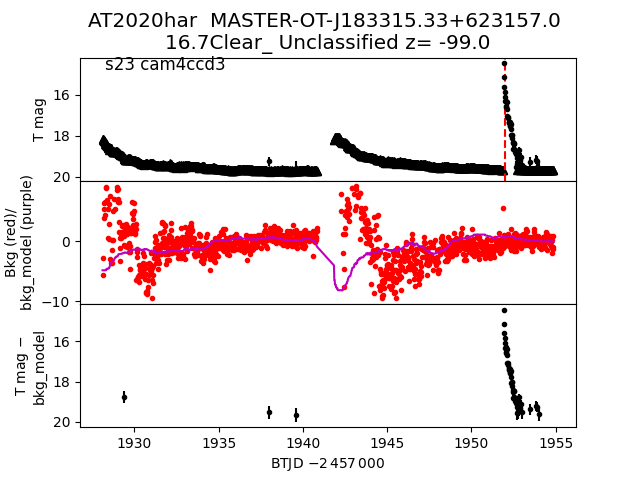 AT2020har MASTER-OT-J183315.33+623157.0
16.7Clear_ Unclassified z= -99.0
s23 cam4ccd3
T mag
16
18
20
Bkg (red)/
bkg_model (purple)
0
−10
T mag −
bkg_model
16
18
20
1930 1935 1940 1945 1950 1955
BTJD −2 457 000